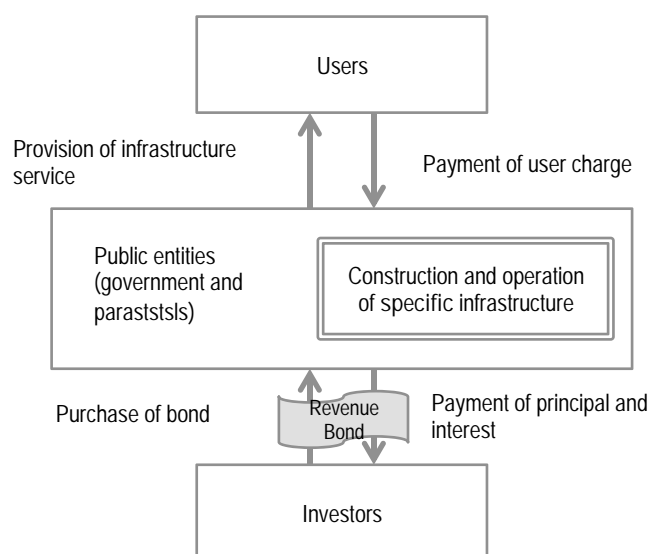 Users
Provision of infrastructure
service
Payment of user charge
Public entities
(government and
paraststsls)
Construction and operation
of specific infrastructure
Purchase of bond
Revenue
Bond
Payment of principal and
interest
Investors